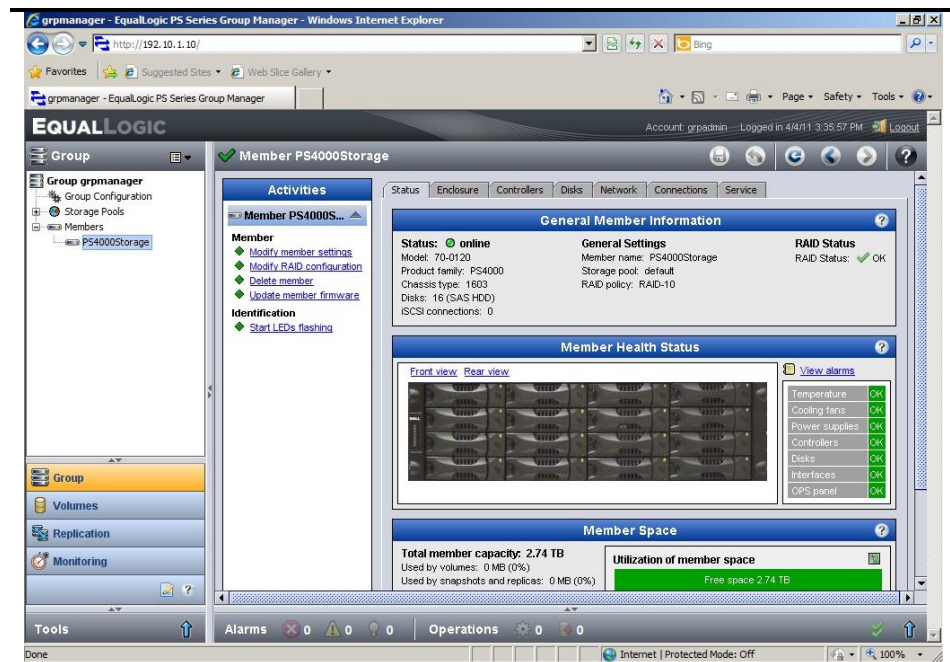 grpmanager - EqualLogic PS Series Group Manager - Windows Internet Explorer
http://192.10.1.10/
Bing
Favorites
Suggested Sites
Web Slice Gallery
grpmanager - EqualLogic PS Series Group Manager
Page
Safety
Tools
EQUALLOGIC
Account: grpadmin
Logged in 4/4/11 3:35:57 PM
Logout
Group
Member PS4000Storage
Group grpmanager
Group Configuration
Storage Pools
Members
PS4000Storage
Activities
Member PS4000S...
Member
Modify member settings
Modify RAID configuration
Delete member
Update member firmware
Identification
Start LEDs flashing
Status
Enclosure
Controllers
Disks
Network
Connections
Service
General Member Information
Status: online
Model: 70-0120
Product family: PS4000
Chassis type: 1603
Disks: 16 (SAS HDD)
iSCSI connections: 0
General Settings
Member name: PS4000Storage
Storage pool: default
RAID policy: RAID-10
RAID Status
RAID Status: OK
Member Health Status
Front view
Rear view
View alarms
Temperature OK
Cooling fans OK
Power supplies OK
Controllers OK
Disks OK
Interfaces OK
OPS panel OK
Member Space
Total member capacity: 2.74 TB
Used by volumes: 0 MB (0%)
Used by snapshots and replicas: 0 MB (0%)
Utilization of member space
Free space 2.74 TB
Group
Volumes
Replication
Monitoring
Tools
Alarms 0 0 0
Operations 0 0
Done
Internet | Protected Mode: Off
100%